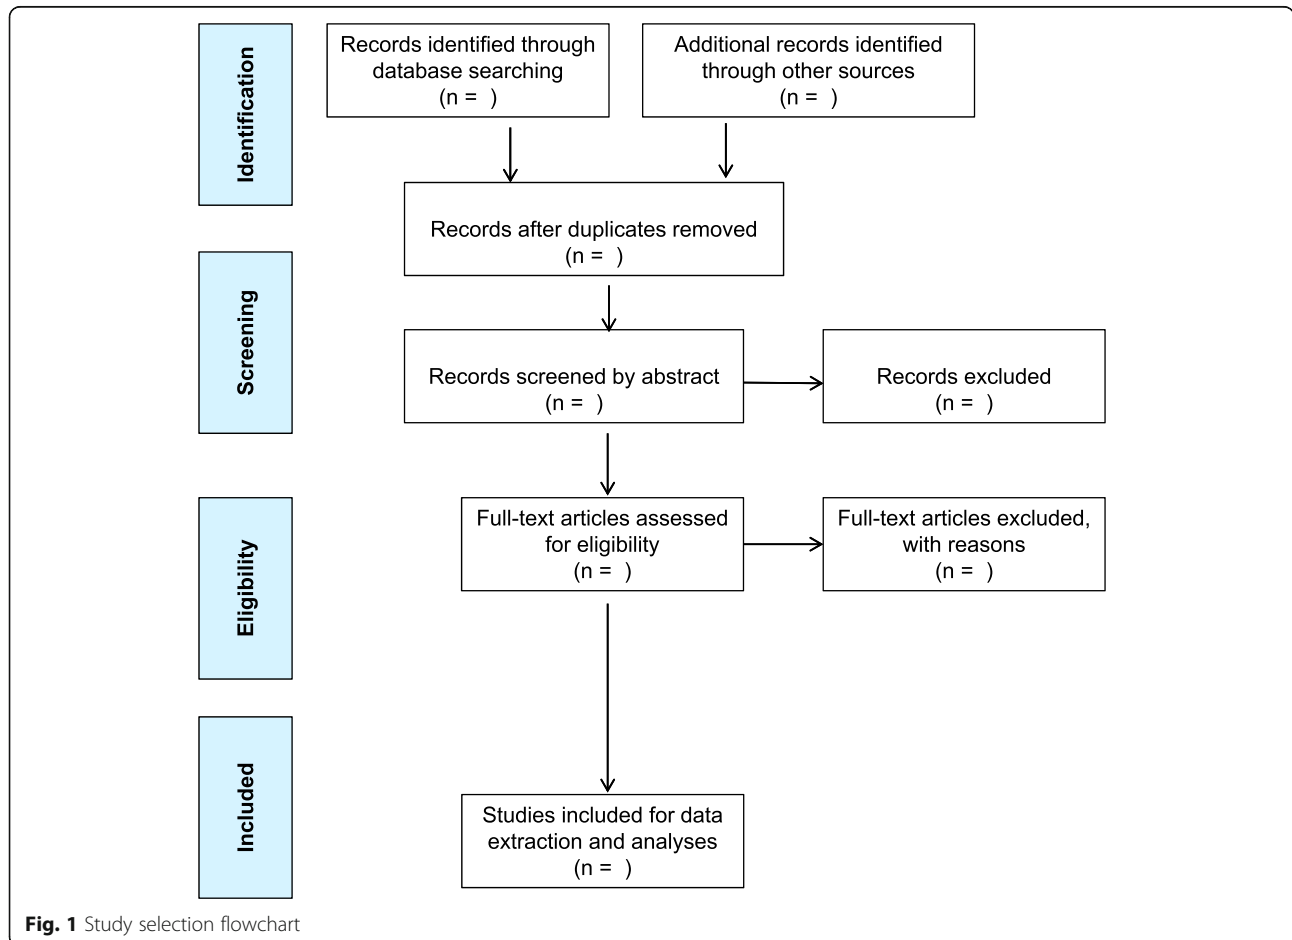 Identification
Records identified through
database searching
(n =  )
Additional records identified
through other sources
(n =  )
Records after duplicates removed
(n =  )
Screening
Records screened by abstract
(n =  )
Records excluded
(n =  )
Eligibility
Full-text articles assessed
for eligibility
(n =  )
Full-text articles excluded,
with reasons
(n =  )
Included
Studies included for data
extraction and analyses
(n =  )
Fig. 1 Study selection flowchart